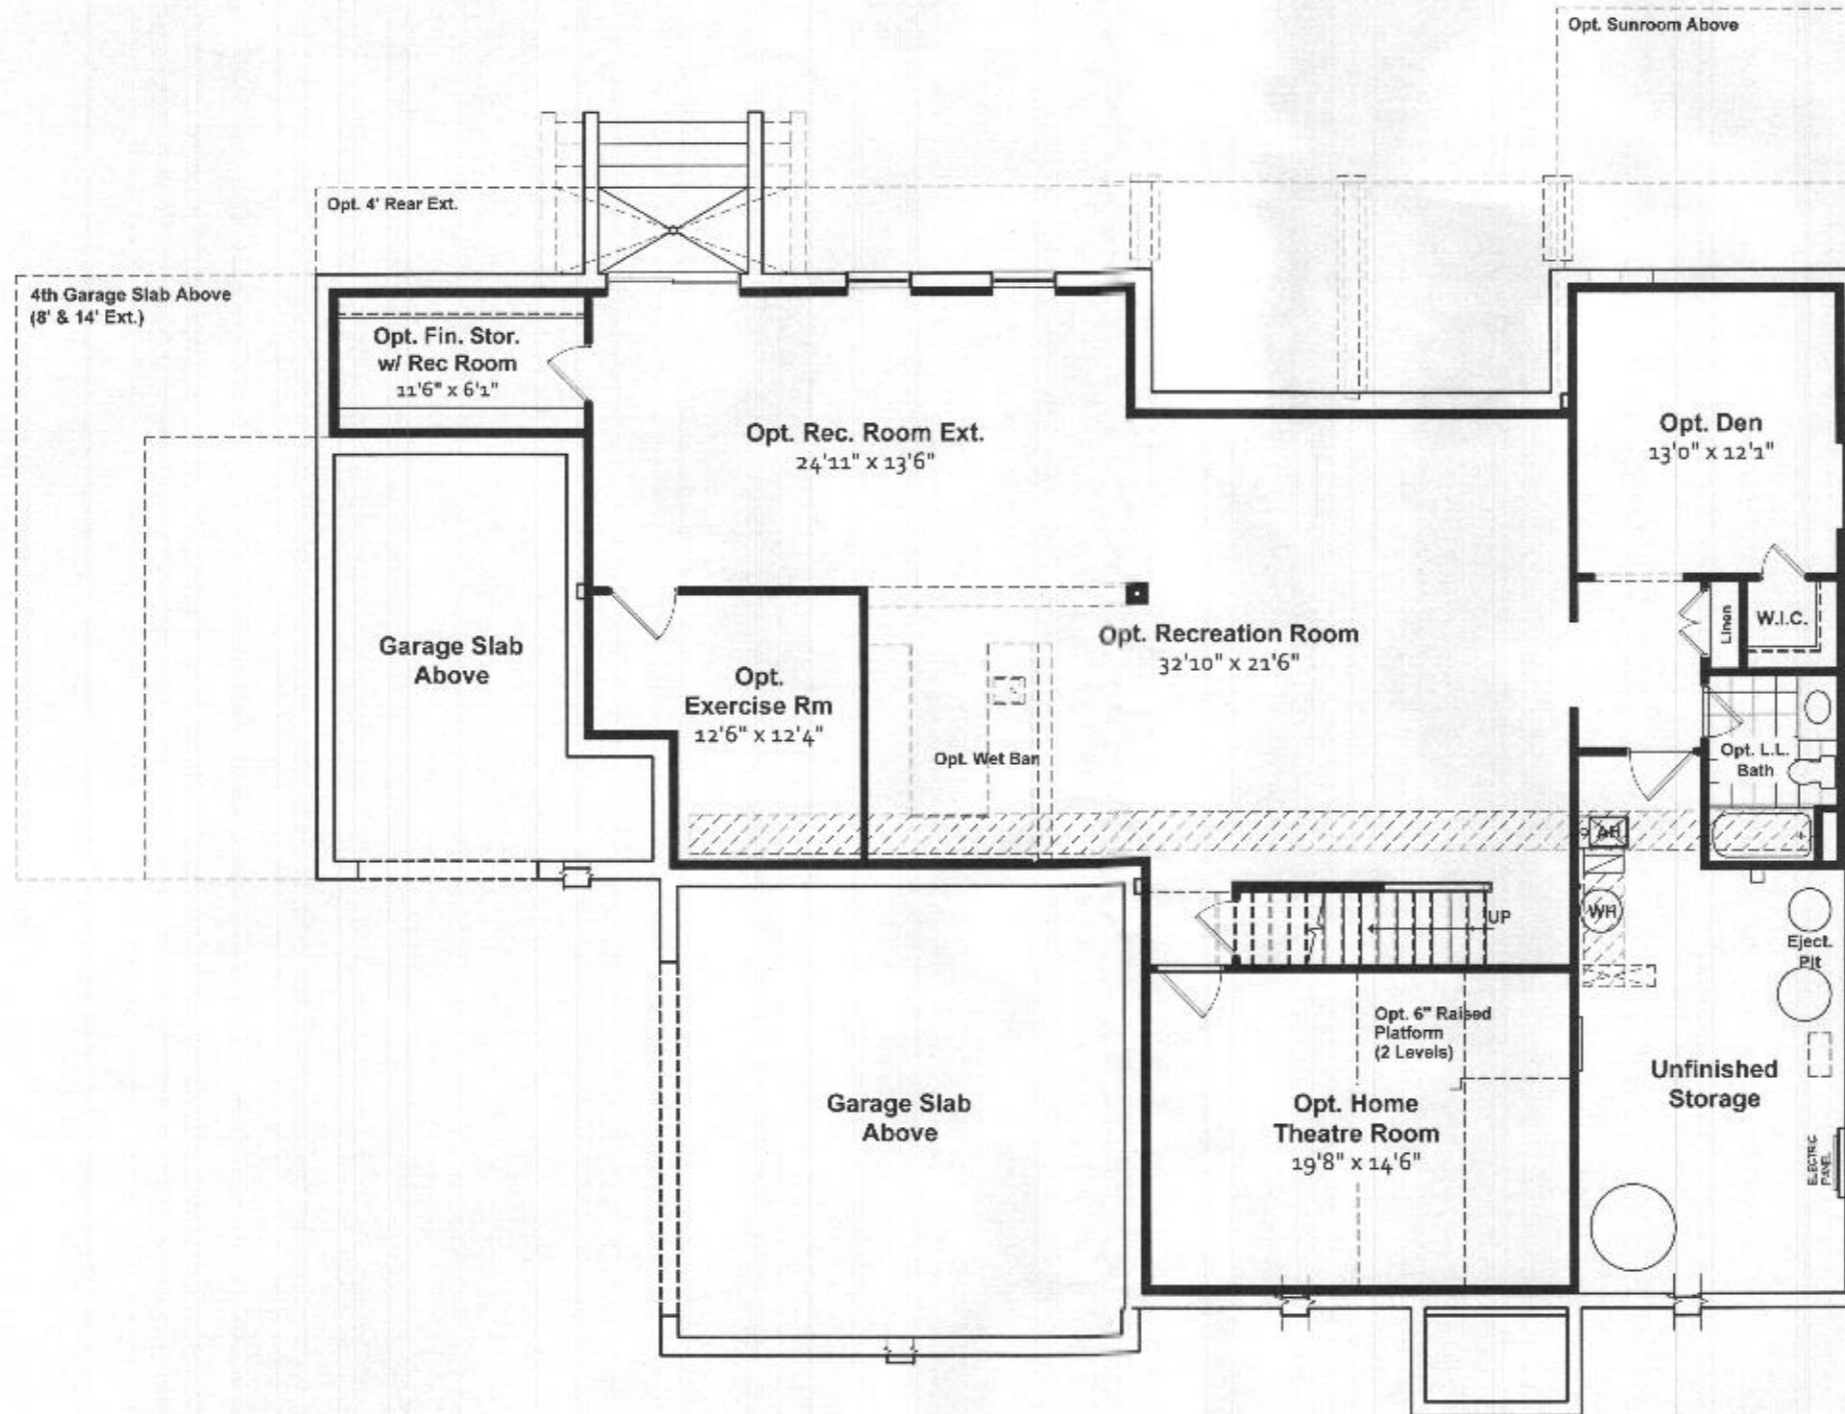 Opt. Sunroom Above
Opt. 4' Rear Ext.
4th Garage Slab Above
(8' & 14' Ext.)
Opt. Fin. Stor.
w/ Rec Room
11'6" x 6'1"
Opt. Rec. Room Ext.
24'11" x 13'6"
Opt. Den
13'0" x 12'1"
Garage Slab
Above
Opt.
Exercise Rm
12'6" x 12'4"
Opt. Recreation Room
32'10" x 21'6"
Linen
W.I.C.
Opt. Wet Bar
Opt. L.L.
Bath
AH
WH
UP
Eject.
Pit
Opt. 6" Raised
Platform
(2 Levels)
Garage Slab
Above
Opt. Home
Theatre Room
19'8" x 14'6"
Unfinished
Storage
ELECTRIC
PANEL